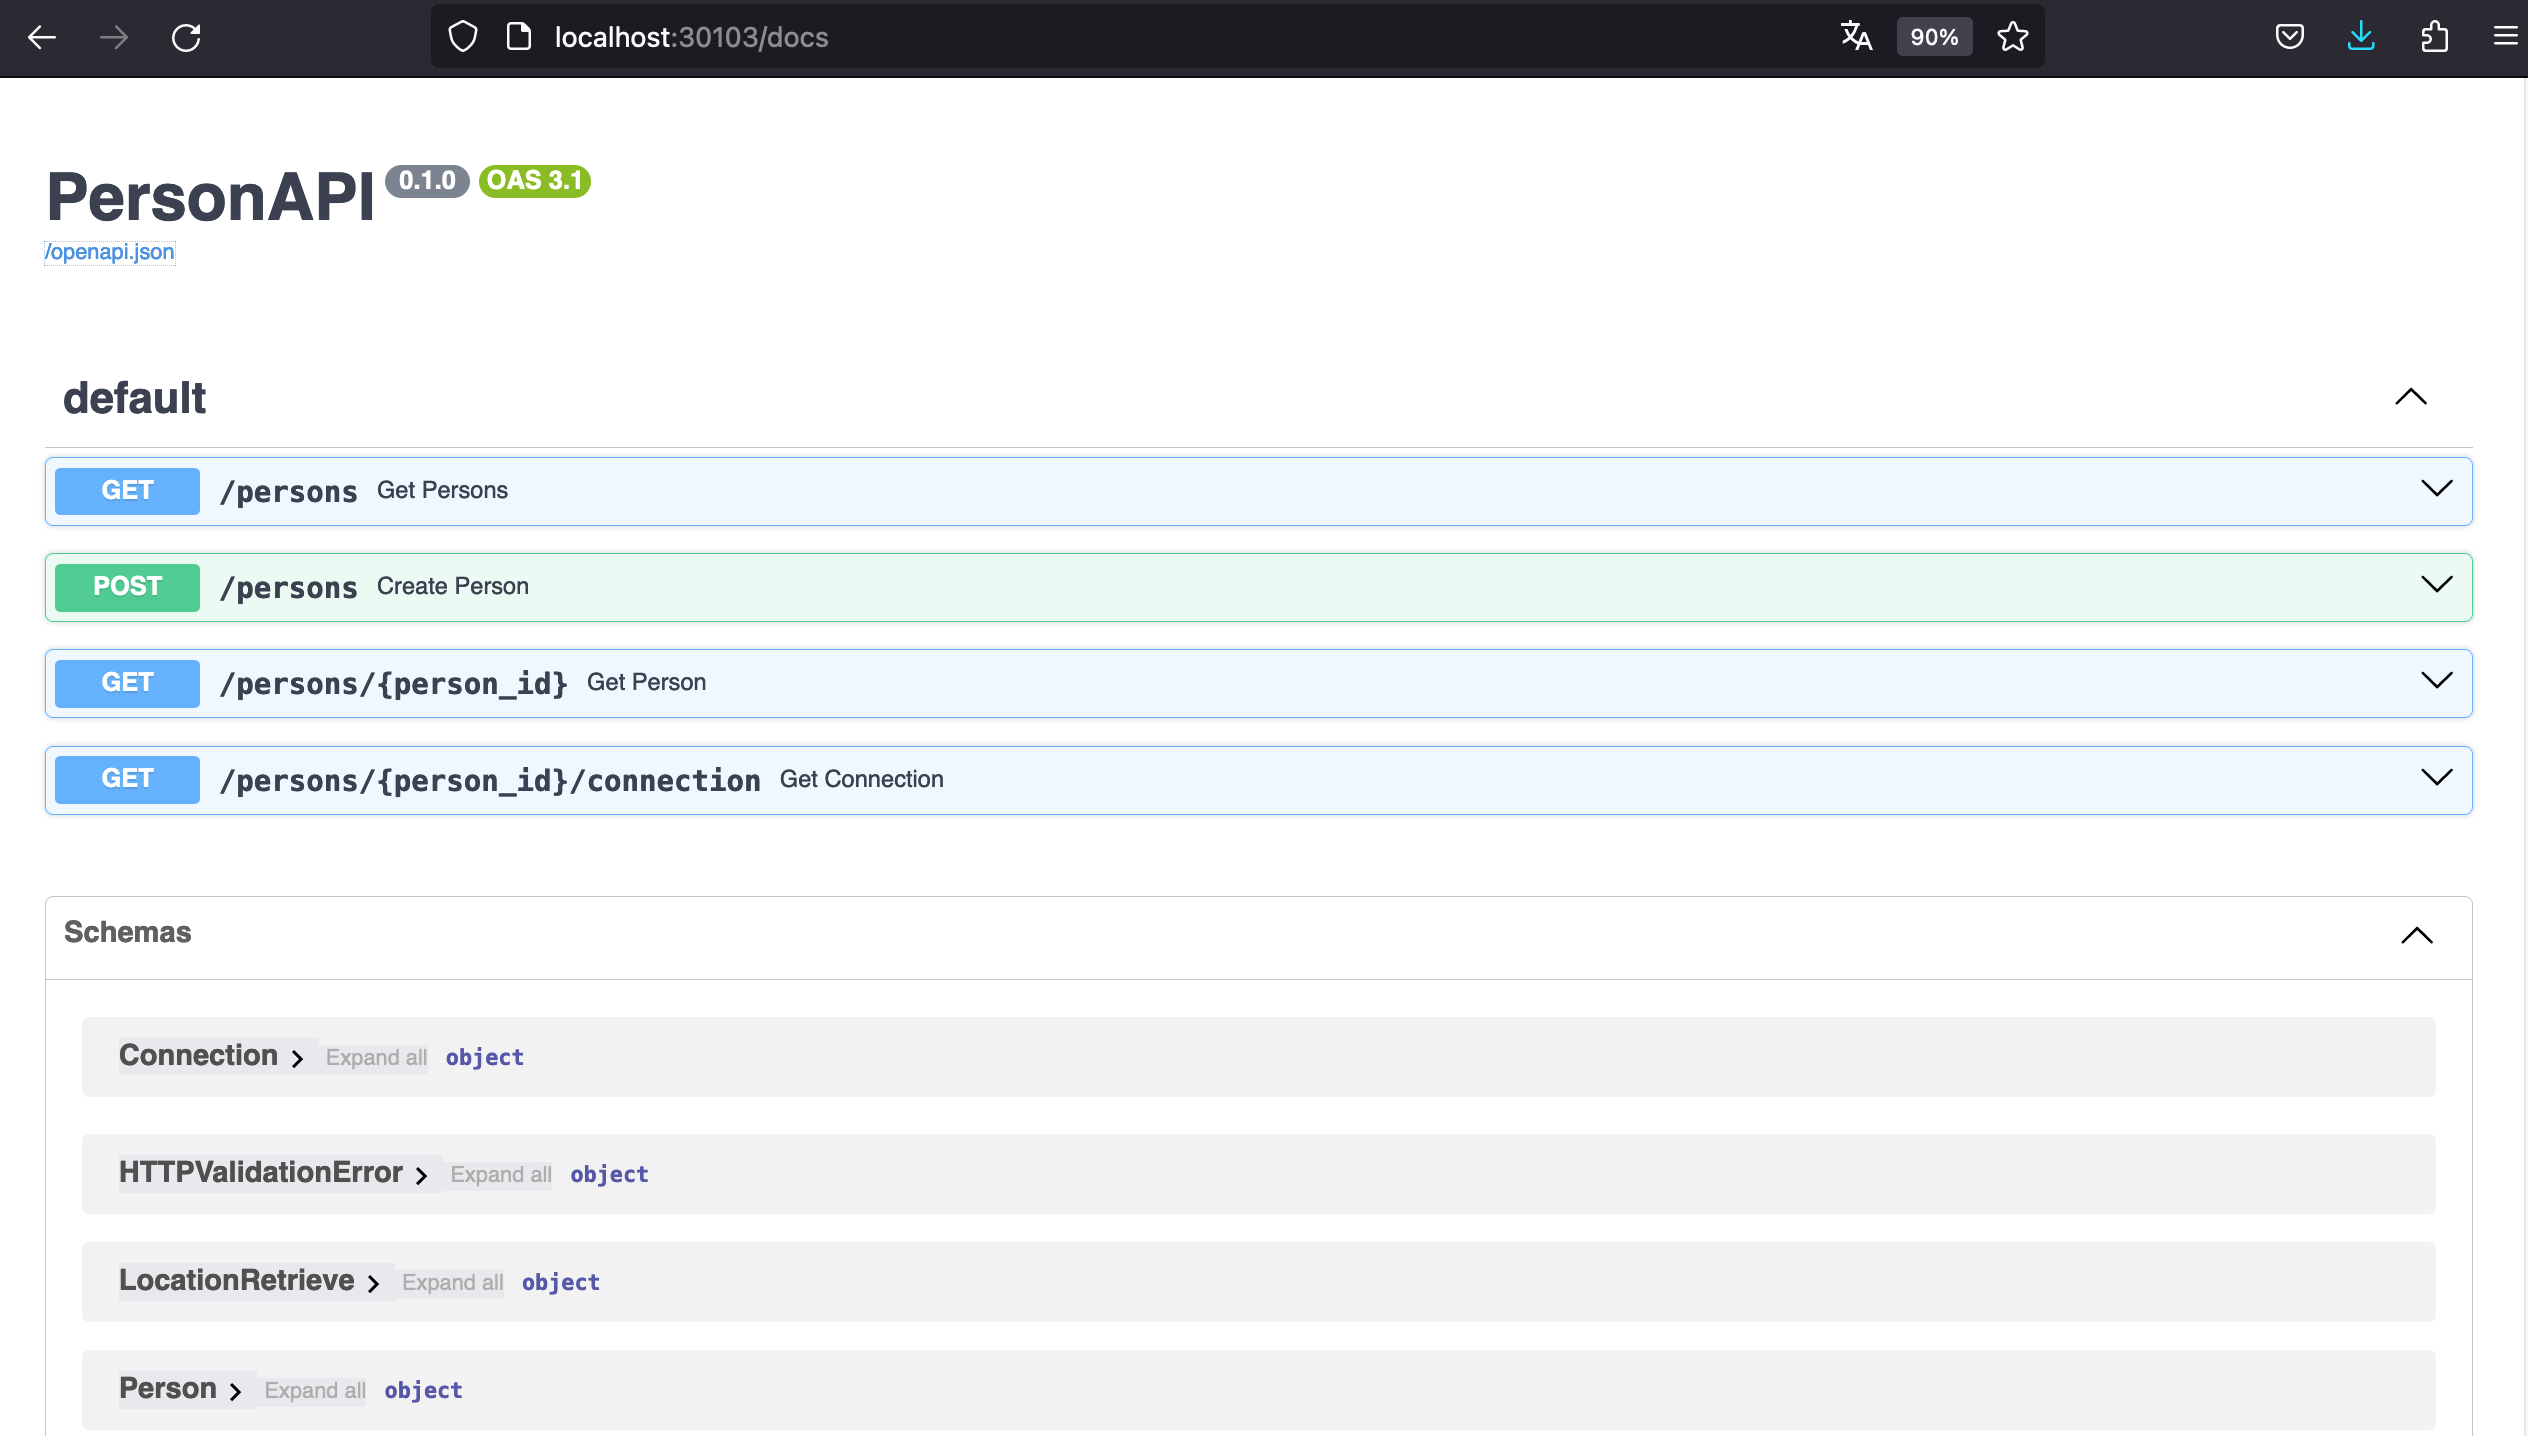 localhost:30103/docs 90%
PersonAPI 0.1.0 OAS 3.1
/openapi.json
default
GET /persons Get Persons
POST /persons Create Person
GET /persons/{person_id} Get Person
GET /persons/{person_id}/connection Get Connection
Schemas
Connection Expand all object
HTTPValidationError Expand all object
LocationRetrieve Expand all object
Person Expand all object